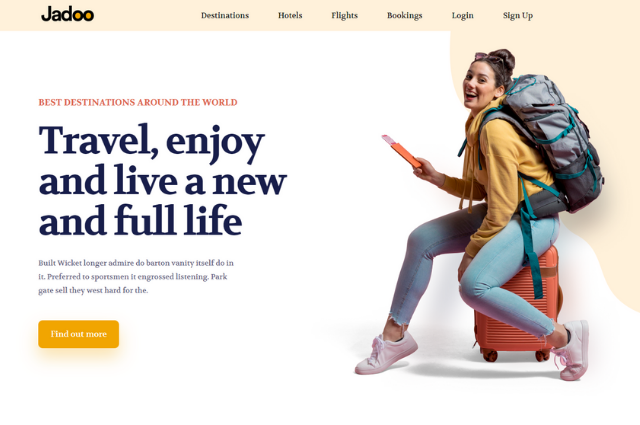 Jadoo
Destinations
Hotels
Flights
Bookings
Login
Sign Up
BEST DESTINATIONS AROUND THE WORLD
Travel, enjoy
and live a new
and full life
Built Wicket longer admire do barton vanity itself do in
it. Preferred to sportsmen it engrossed listening. Park
gate sell they west hard for the.
Find out more